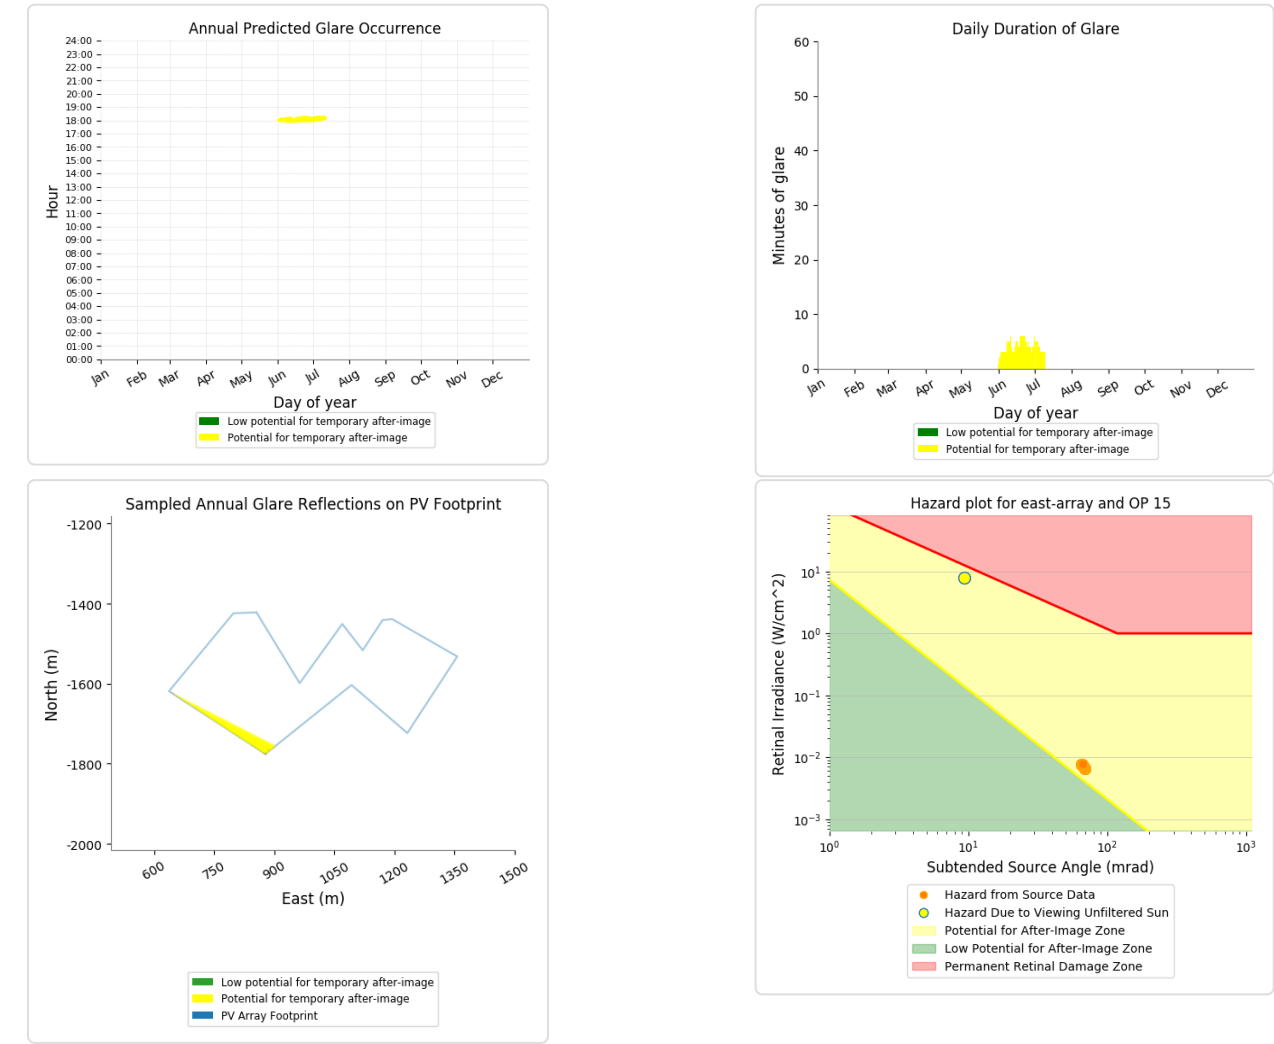 Annual Predicted Glare Occurrence
24:00
23:00
22:00
21:00
20:00
19:00
18:00
17:00
16:00
15:00
14:00
13:00
12:00
11:00
10:00
09:00
08:00
07:00
06:00
05:00
04:00
03:00
02:00
01:00
00:00
Hour
Jan Feb Mar Apr May Jun Jul Aug Sep Oct Nov Dec
Day of year
Low potential for temporary after-image
Potential for temporary after-image
Daily Duration of Glare
60
50
40
30
20
10
0
Minutes of glare
Jan Feb Mar Apr May Jun Jul Aug Sep Oct Nov Dec
Day of year
Low potential for temporary after-image
Potential for temporary after-image
Sampled Annual Glare Reflections on PV Footprint
-1200
-1400
-1600
-1800
-2000
North (m)
600 750 900 1050 1200 1350 1500
East (m)
Low potential for temporary after-image
Potential for temporary after-image
PV Array Footprint
Hazard plot for east-array and OP 15
10¹
10⁰
10⁻¹
10⁻²
10⁻³
Retinal Irradiance (W/cm^2)
10⁰ 10¹ 10² 10³
Subtended Source Angle (mrad)
Hazard from Source Data
Hazard Due to Viewing Unfiltered Sun
Potential for After-Image Zone
Low Potential for After-Image Zone
Permanent Retinal Damage Zone